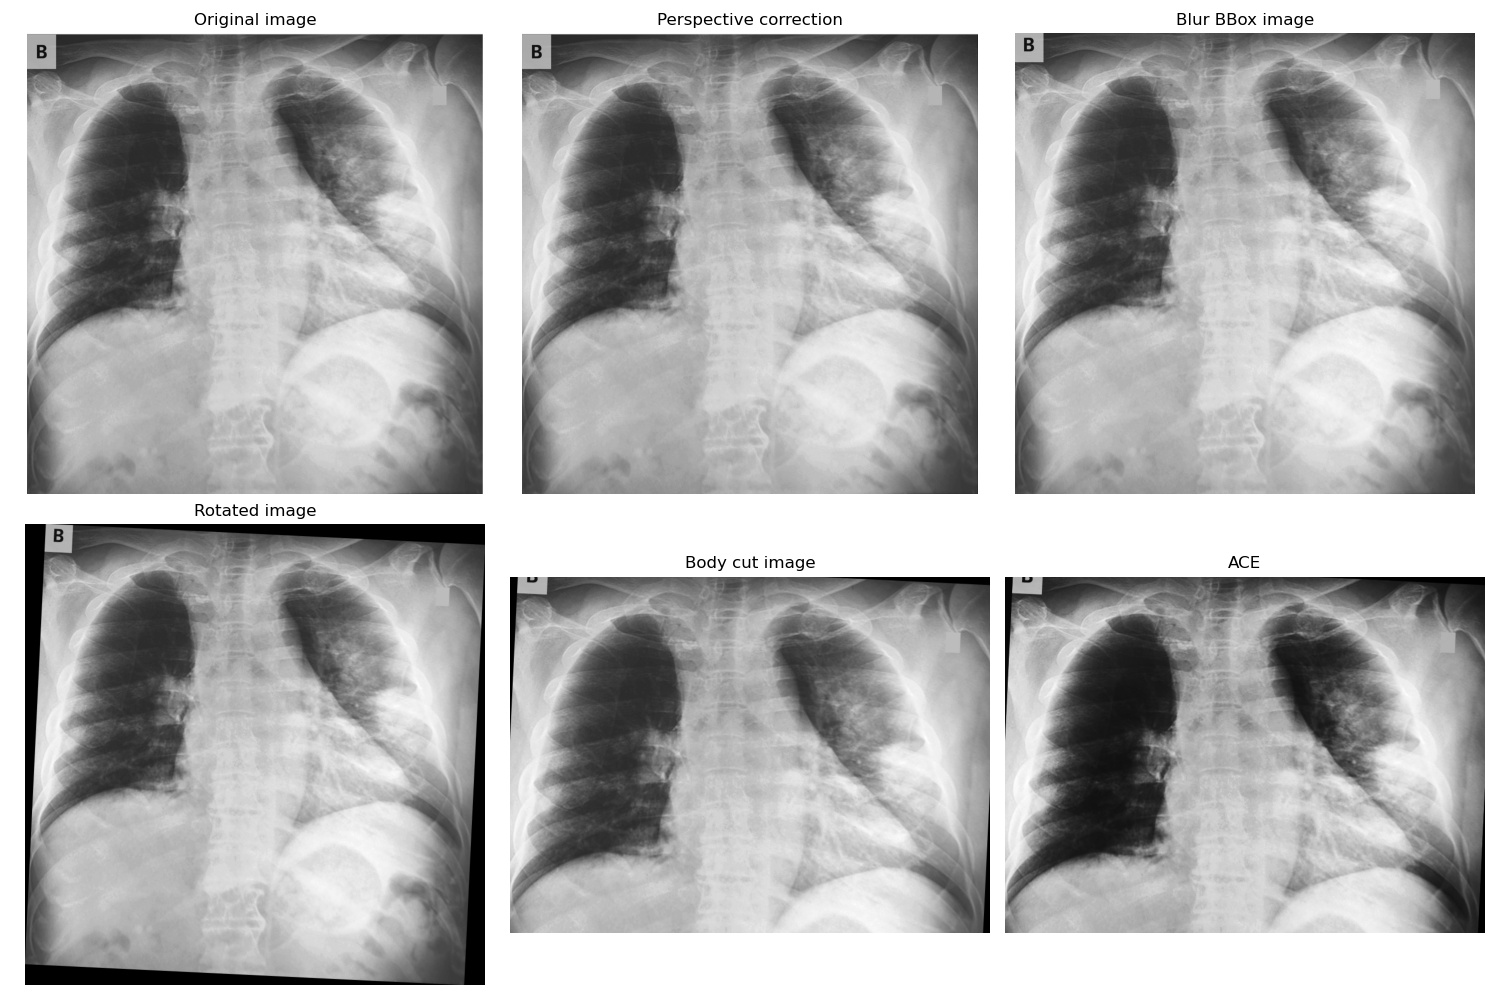 Original image
Perspective correction
Blur BBox image
B
B
B
Rotated image
B
Body cut image
ACE
B
B